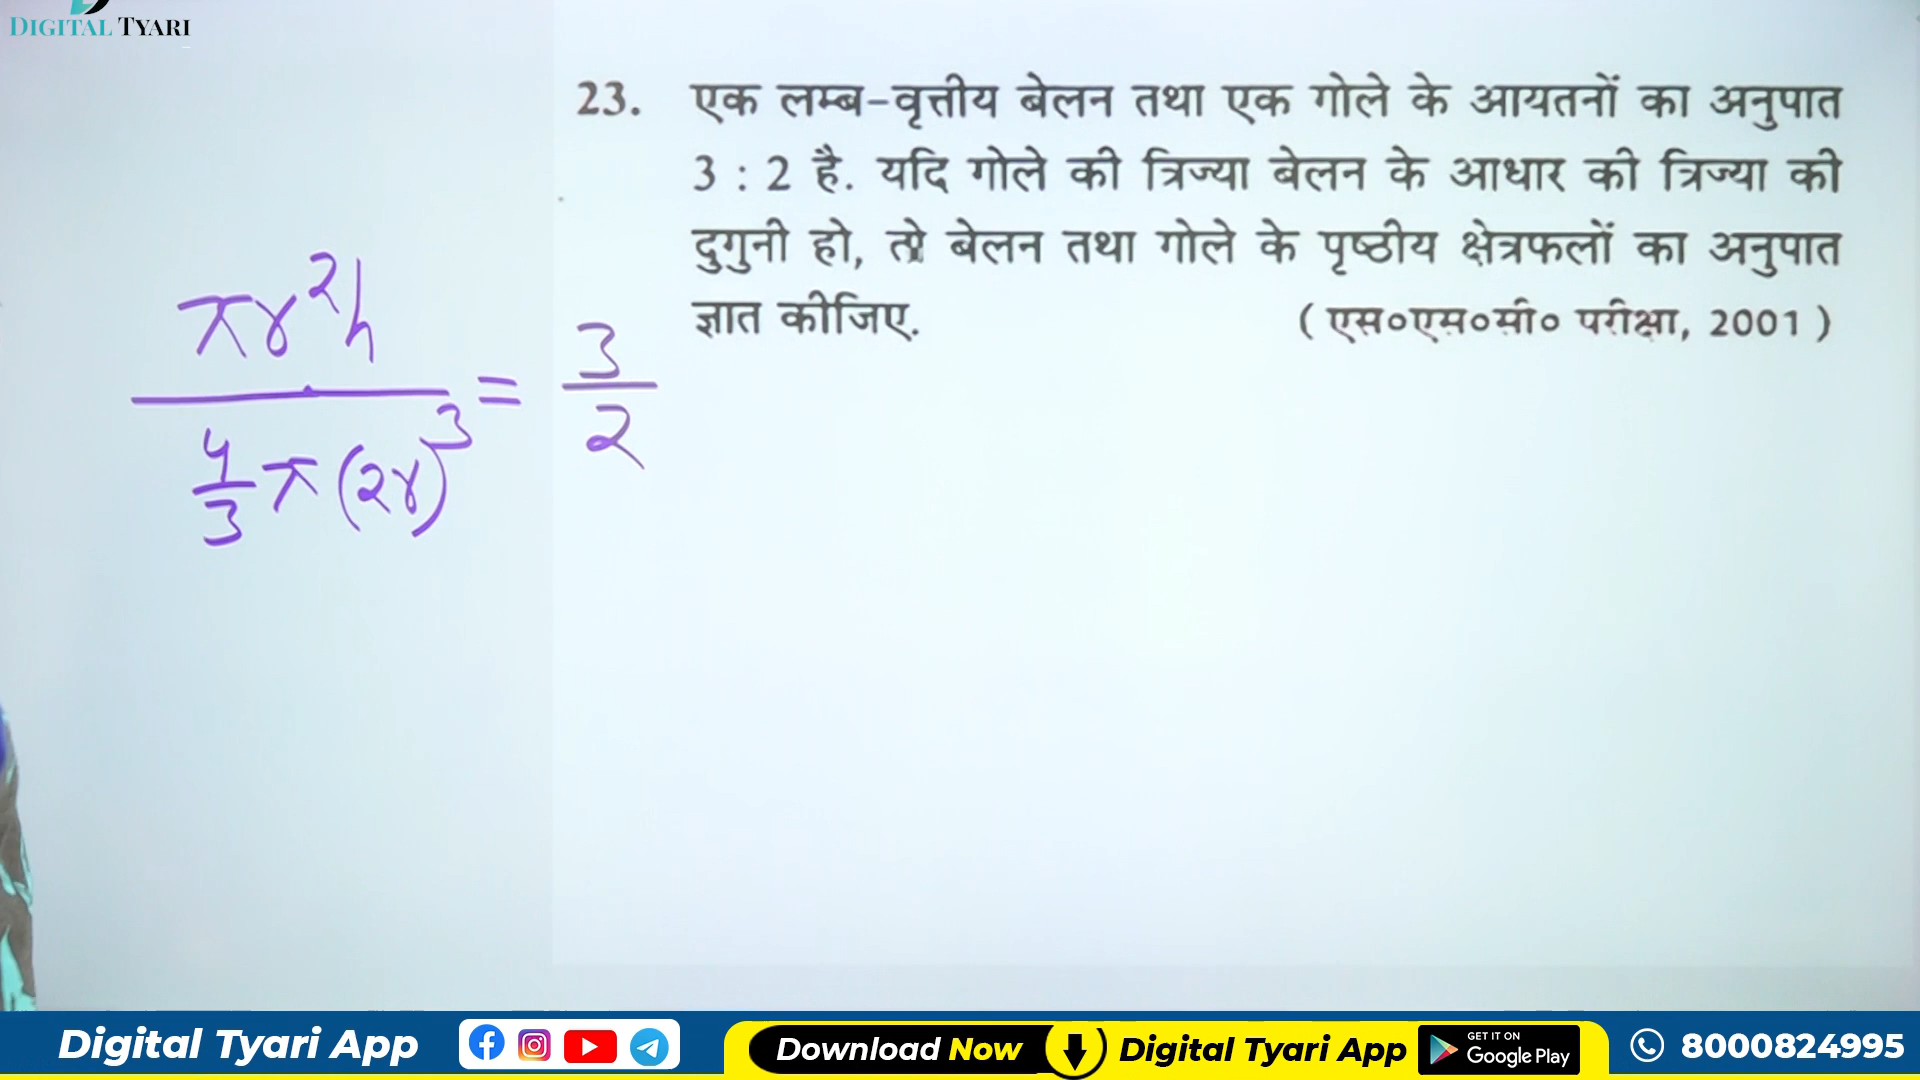 DIGITAL TYARI
23. एक लम्ब-वृत्तीय बेलन तथा एक गोले के आयतनों का अनुपात
3 : 2 है. यदि गोले की त्रिज्या बेलन के आधार की त्रिज्या की
दुगुनी हो, तो बेलन तथा गोले के पृष्ठीय क्षेत्रफलों का अनुपात
ज्ञात कीजिए. ( एस०एस०सी० परीक्षा, 2001 )
πr²h
= 3/2
4/3 π(2r)³
Digital Tyari App
Download Now
Digital Tyari App
GET IT ON
Google Play
8000824995